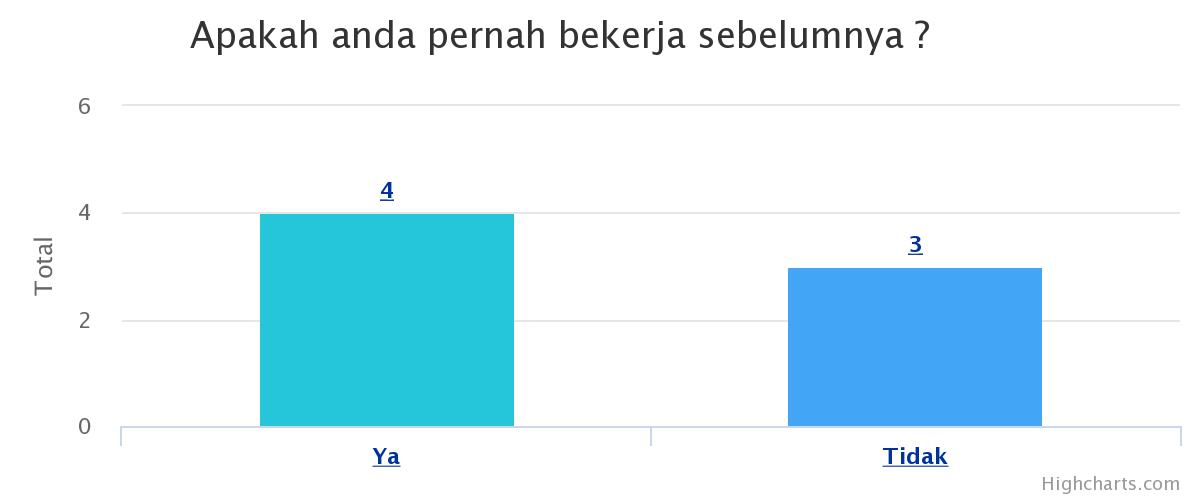 Apakah anda pernah bekerja sebelumnya ?
6
4
4
3
Total
2
0
Ya
Tidak
Highcharts.com